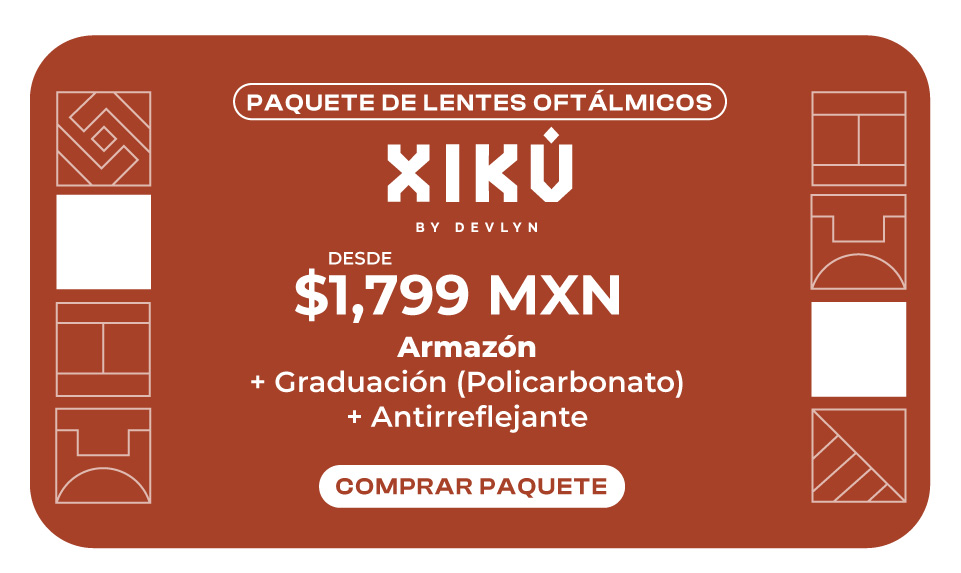 PAQUETE DE LENTES OFTÁLMICOS
XIKÚ
BY DEVLYN
DESDE
$1,799 MXN
Armazón
+ Graduación (Policarbonato)
+ Antirreflejante
COMPRAR PAQUETE